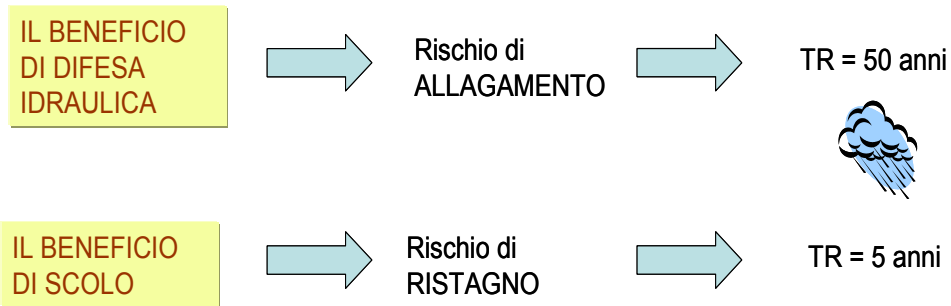 IL BENEFICIO
DI DIFESA
IDRAULICA
Rischio di
ALLAGAMENTO
TR = 50 anni
IL BENEFICIO
DI SCOLO
Rischio di
RISTAGNO
TR = 5 anni